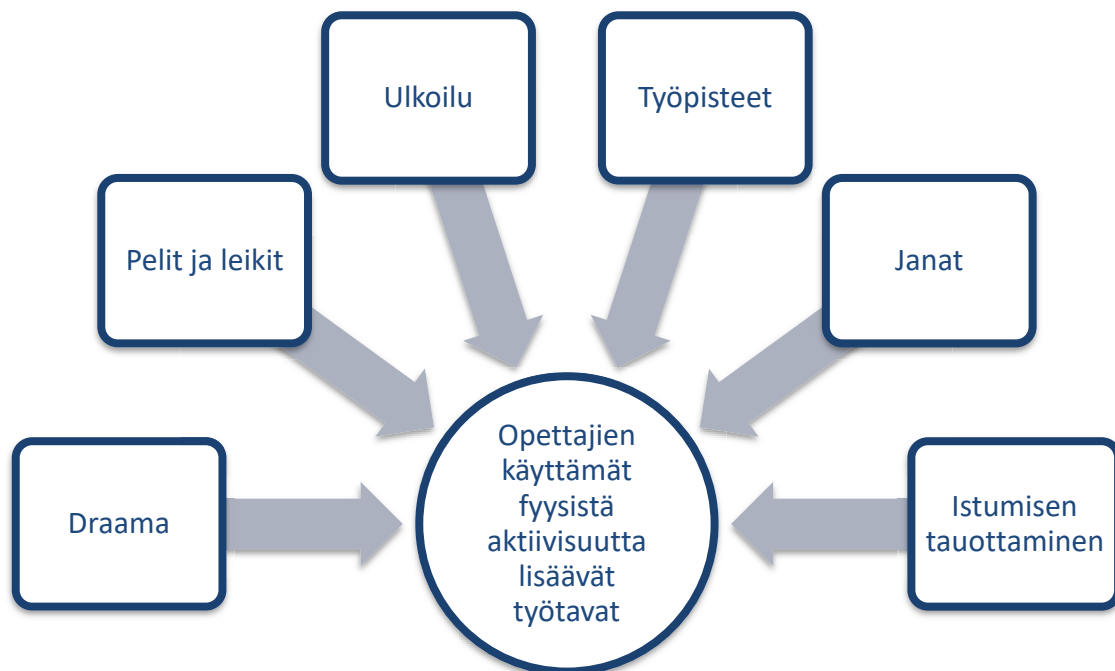 Ulkoilu
Työpisteet
Pelit ja leikit
Janat
Draama
Opettajien
käyttämät
fyysistä
aktiivisuutta
lisäävät
työtavat
Istumisen
tauottaminen